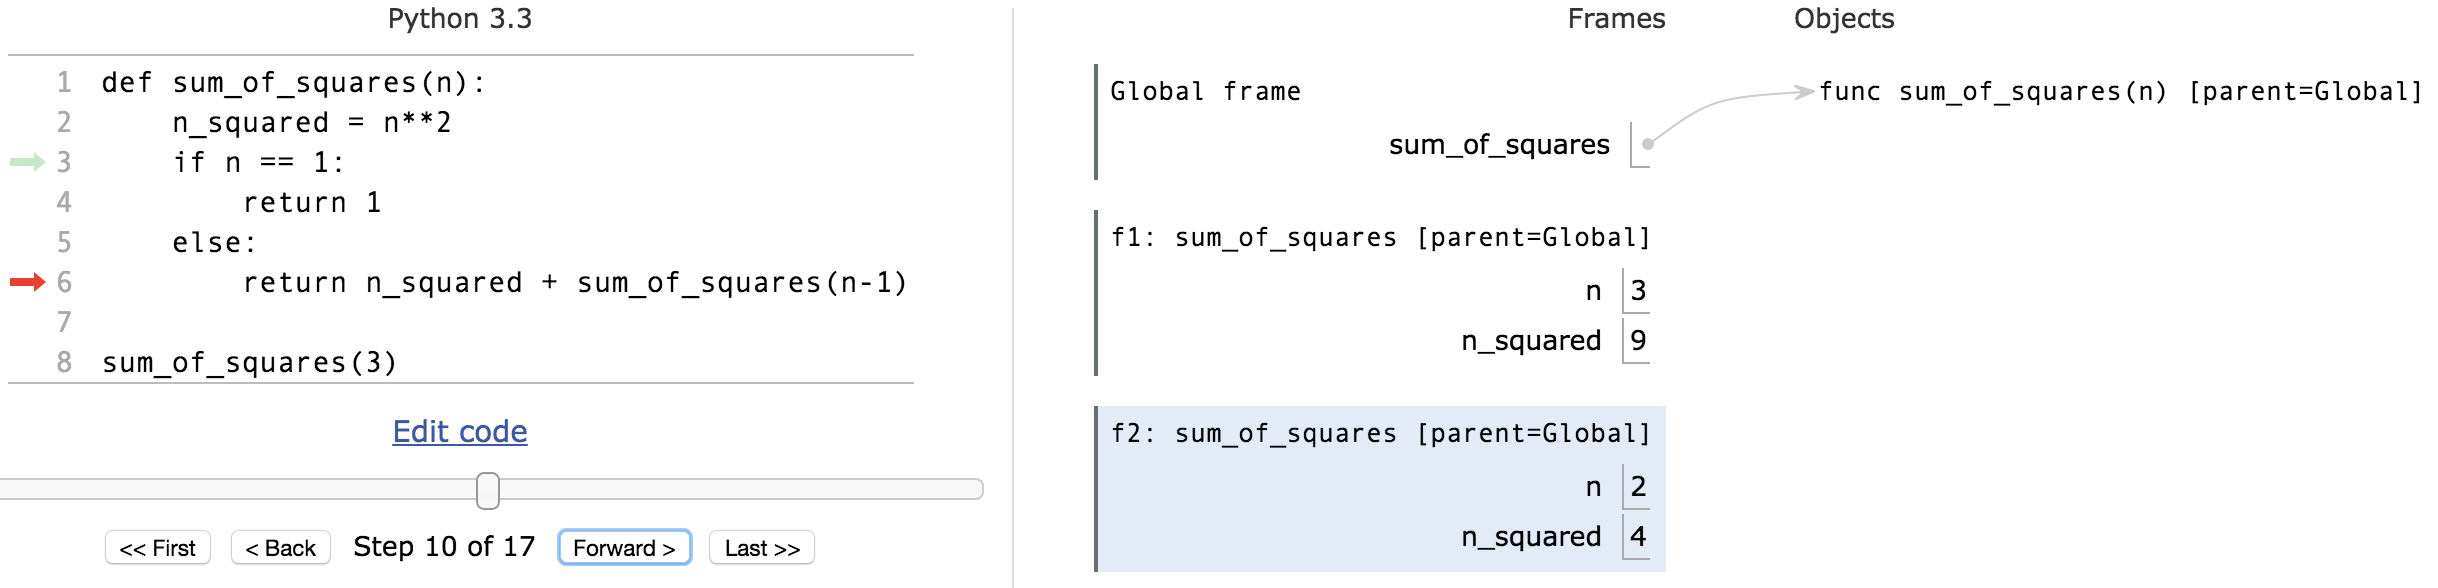 Python 3.3
1 def sum_of_squares(n):
2     n_squared = n**2
3     if n == 1:
4         return 1
5     else:
6         return n_squared + sum_of_squares(n-1)
7
8 sum_of_squares(3)
Edit code
<< First < Back Step 10 of 17 Forward > Last >>
Frames Objects
Global frame
sum_of_squares
func sum_of_squares(n) [parent=Global]
f1: sum_of_squares [parent=Global]
n 3
n_squared 9
f2: sum_of_squares [parent=Global]
n 2
n_squared 4